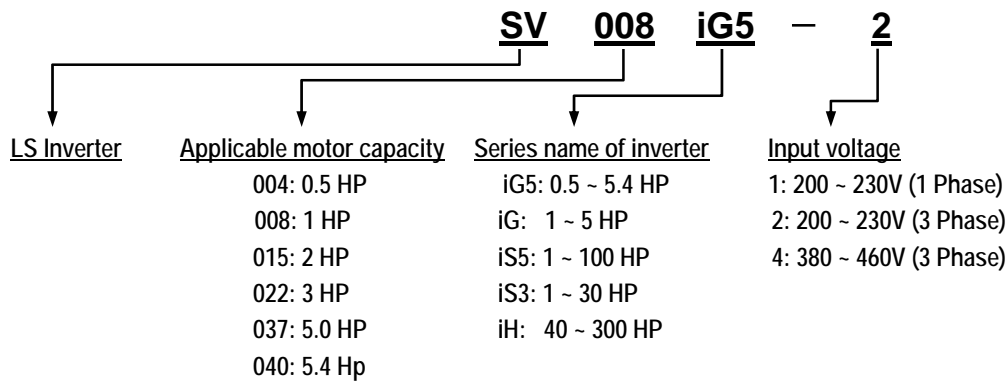 SV 008 iG5 – 2
LS Inverter Applicable motor capacity Series name of inverter Input voltage
004: 0.5 HP iG5: 0.5 ~ 5.4 HP 1: 200 ~ 230V (1 Phase)
008: 1 HP iG: 1 ~ 5 HP 2: 200 ~ 230V (3 Phase)
015: 2 HP iS5: 1 ~ 100 HP 4: 380 ~ 460V (3 Phase)
022: 3 HP iS3: 1 ~ 30 HP
037: 5.0 HP iH: 40 ~ 300 HP
040: 5.4 Hp